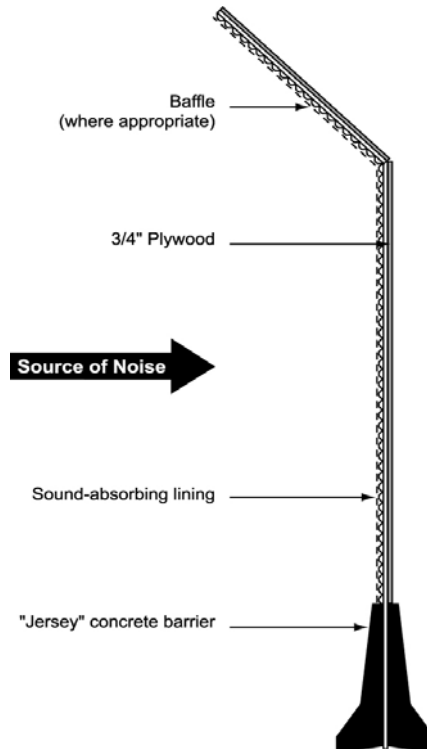 Baffle
(where appropriate)
3/4" Plywood
Source of Noise
Sound-absorbing lining
"Jersey" concrete barrier